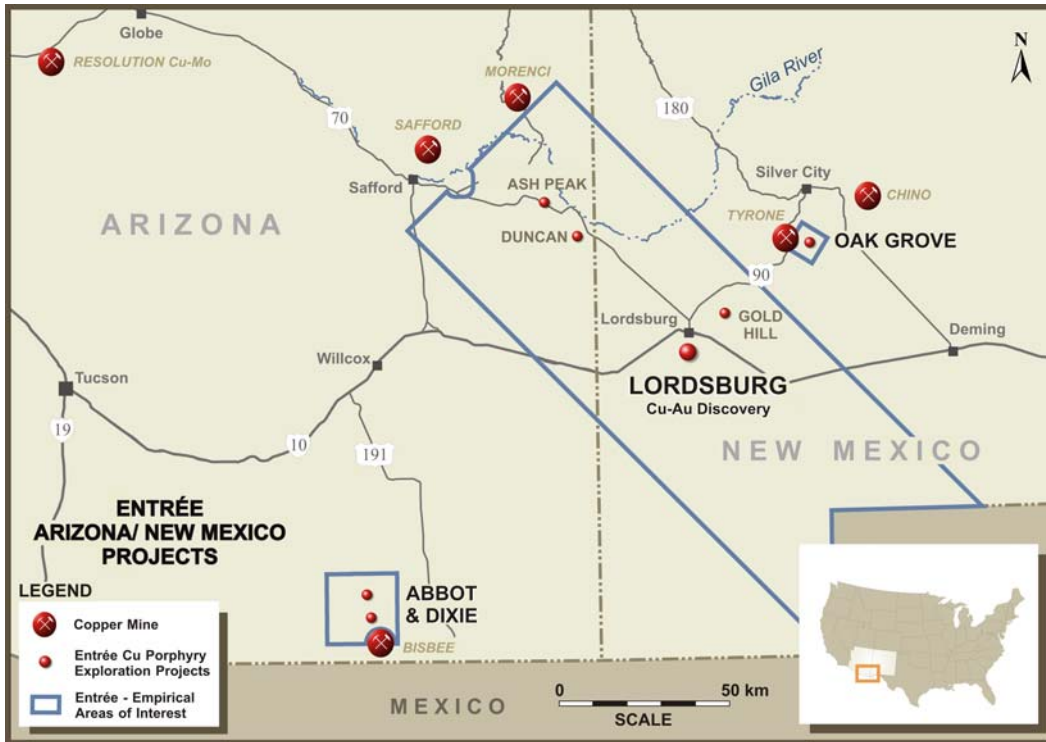 Globe
RESOLUTION Cu-Mo
MORENCI
N
Gila River
180
70
SAFFORD
Safford
ASH PEAK
Silver City
CHINO
ARIZONA
DUNCAN
TYRONE
OAK GROVE
90
Lordsburg
GOLD
HILL
Deming
Willcox
Tucson
LORDSBURG
Cu-Au Discovery
19
10
191
NEW MEXICO
ENTRÉE
ARIZONA/ NEW MEXICO
PROJECTS
LEGEND
Copper Mine
Entrée Cu Porphyry
Exploration Projects
Entrée - Empirical
Areas of Interest
ABBOT
& DIXIE
BISBEE
MEXICO
0 50 km
SCALE